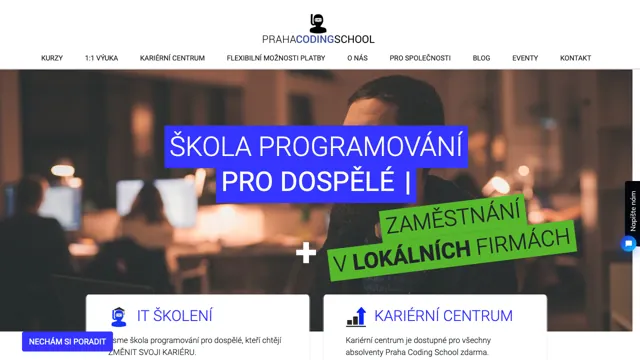 PRAHACODINGSCHOOL
KURZY 1:1 VÝUKA KARIÉRNÍ CENTRUM FLEXIBILNÍ MOŽNOSTI PLATBY O NÁS PRO SPOLEČNOSTI BLOG EVENTY KONTAKT
ŠKOLA PROGRAMOVÁNÍ
PRO DOSPĚLÉ |
ZAMĚSTNÁNÍ
+
V LOKÁLNÍCH FIRMÁCH
Napište nám
IT ŠKOLENÍ
Jsme škola programování pro dospělé, kteří chtějí
ZMĚNIT SVOJI KARIÉRU.
KARIÉRNÍ CENTRUM
Kariérní centrum je dostupné pro všechny
absolventy Praha Coding School zdarma.
NECHÁM SI PORADIT